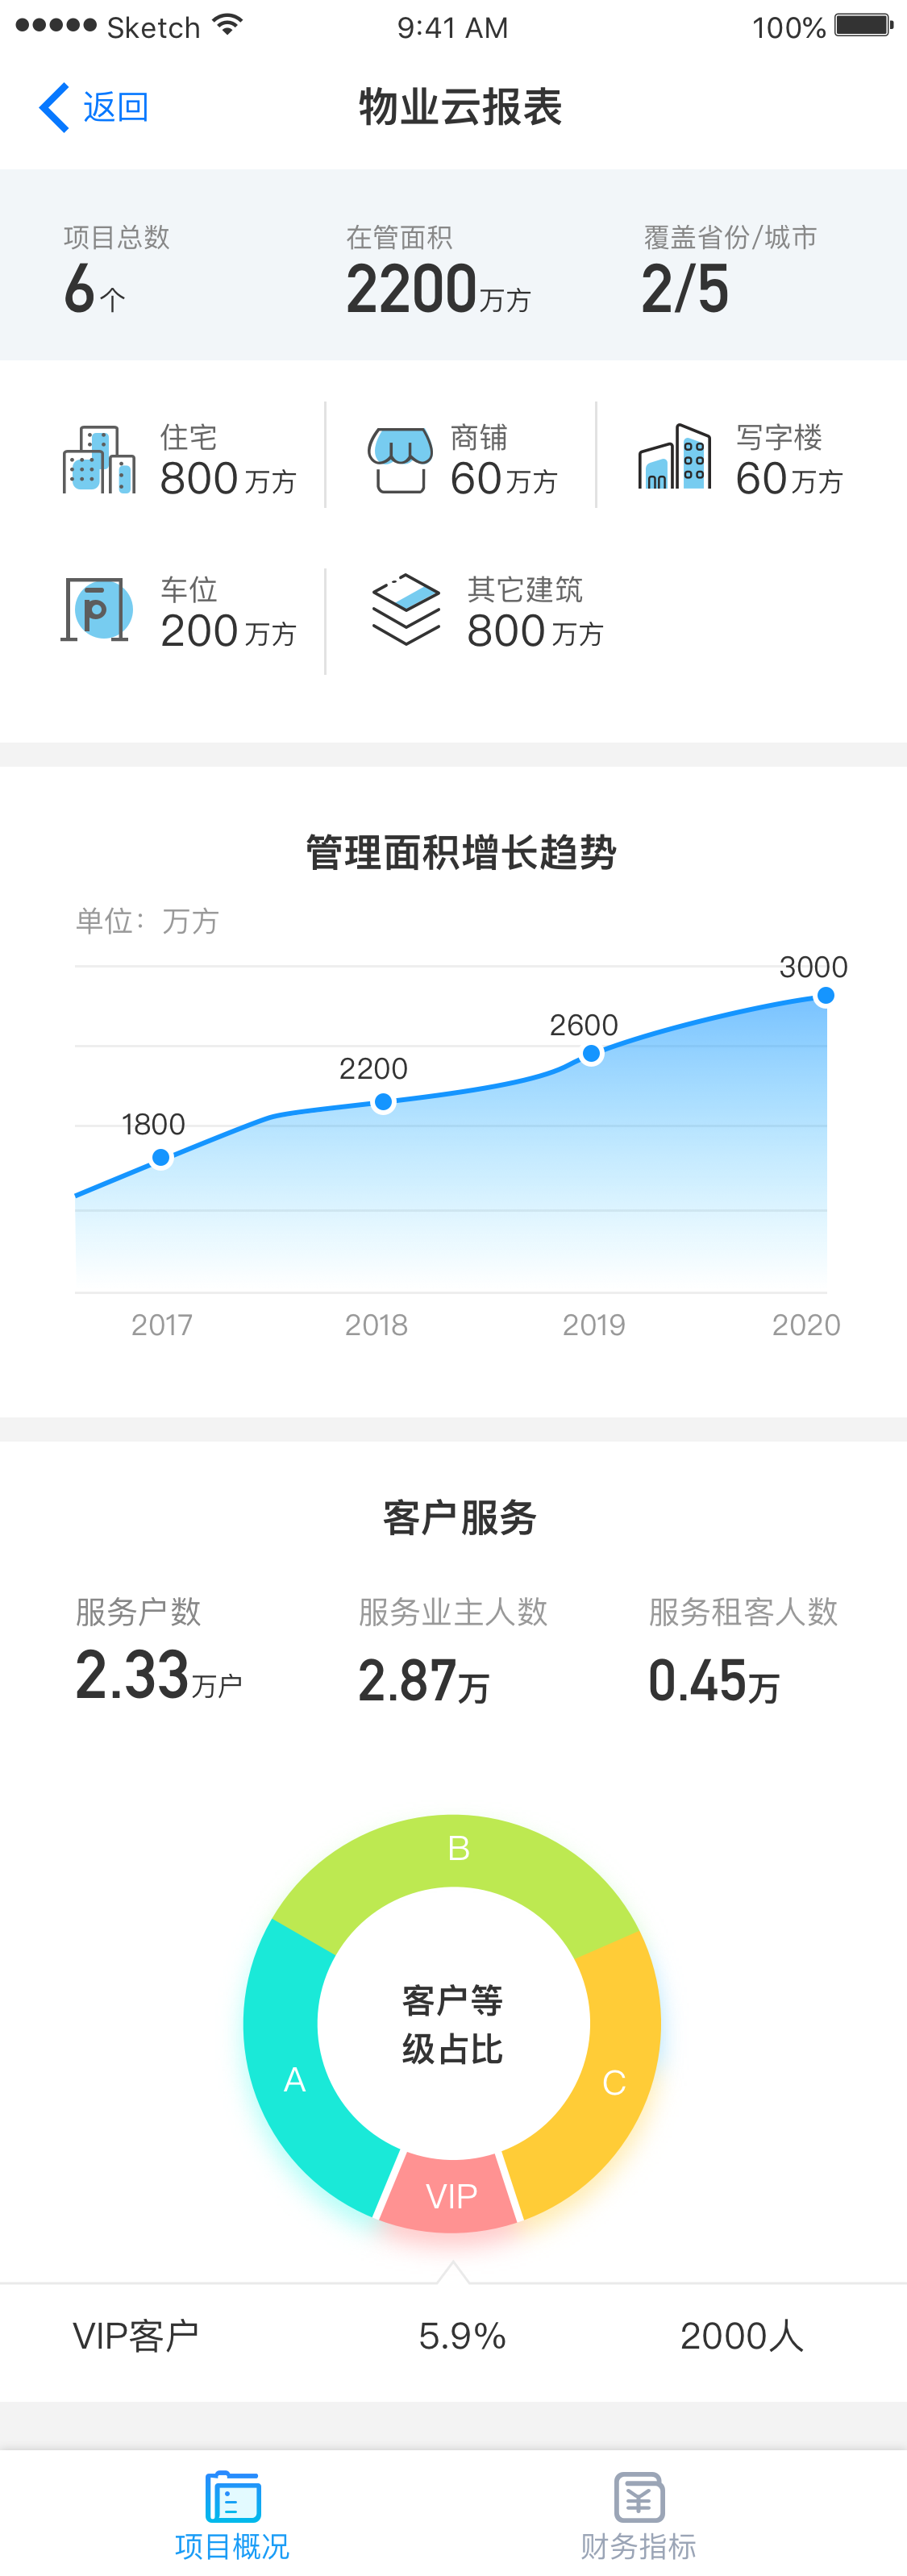 Sketch 9:41 AM 100%
返回 物业云报表
项目总数 在管面积 覆盖省份/城市
6个 2200万方 2/5
住宅 商铺 写字楼
800万方 60万方 60万方
车位 其它建筑
P
200万方 800万方
管理面积增长趋势
单位：万方
3000
2600
2200
1800
2017 2018 2019 2020
客户服务
服务户数 服务业主人数 服务租客人数
2.33万户 2.87万 0.45万
B
客户等
级占比
A C
VIP
VIP客户 5.9% 2000人
¥
项目概况 财务指标